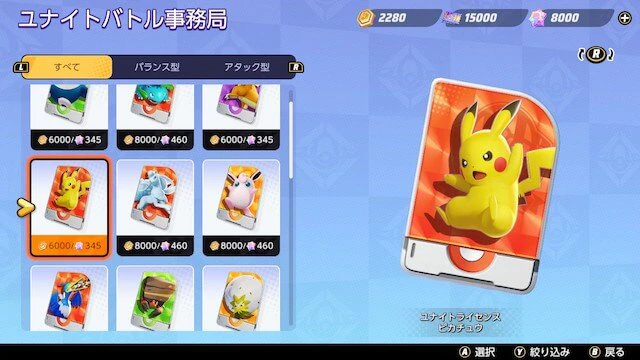 ユナイトバトル事務局
2280
15000
8000
L
すべて
バランス型
アタック型
R
R
6000/345
8000/460
6000/345
6000/345
8000/460
8000/460
ユナイトライセンス
ピカチュウ
A 選択
Y 絞り込み
B 戻る